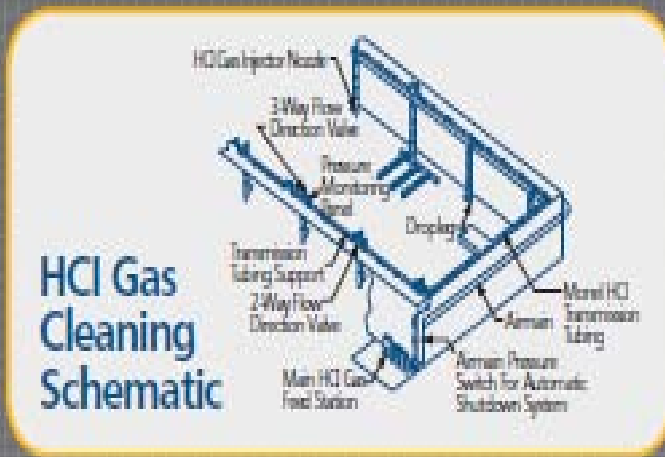 HCl Gas Injector Nozzle
3-Way Flow
Direction Valve
Pressure
Monitoring
Panel
Dropleg
Transmission
Tubing Support
2-Way Flow
Direction Valve
HCl Gas
Cleaning
Schematic
Main HCl Gas
Feed Station
Airmain
Monel HCl
Transmission
Tubing
Airmain Pressure
Switch For Automatic
Shutdown System